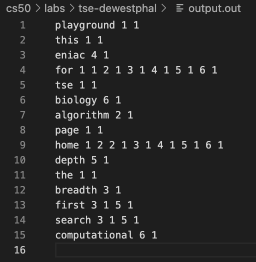 cs50 > labs > tse-dewestphal > output.out
1 playground 1 1
2 this 1 1
3 eniac 4 1
4 for 1 1 2 1 3 1 4 1 5 1 6 1
5 tse 1 1
6 biology 6 1
7 algorithm 2 1
8 page 1 1
9 home 1 2 2 1 3 1 4 1 5 1 6 1
10 depth 5 1
11 the 1 1
12 breadth 3 1
13 first 3 1 5 1
14 search 3 1 5 1
15 computational 6 1
16